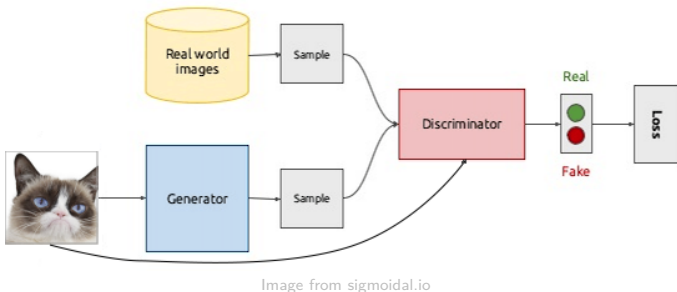 Real world
images
Sample
Real
Discriminator
Loss
Fake
Generator
Sample
Image from sigmoidal.io